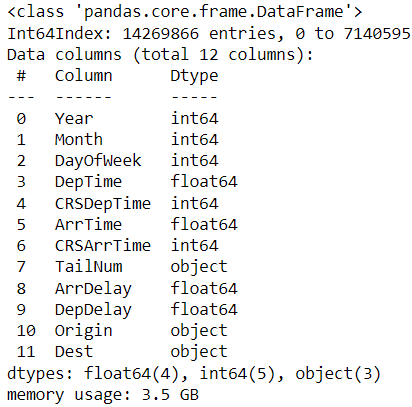 <class 'pandas.core.frame.DataFrame'>
Int64Index: 14269866 entries, 0 to 7140595
Data columns (total 12 columns):
 #   Column      Dtype
---  ------      -----
 0   Year        int64
 1   Month       int64
 2   DayOfWeek   int64
 3   DepTime     float64
 4   CRSDepTime  int64
 5   ArrTime     float64
 6   CRSArrTime  int64
 7   TailNum     object
 8   ArrDelay    float64
 9   DepDelay    float64
 10  Origin      object
 11  Dest        object
dtypes: float64(4), int64(5), object(3)
memory usage: 3.5 GB